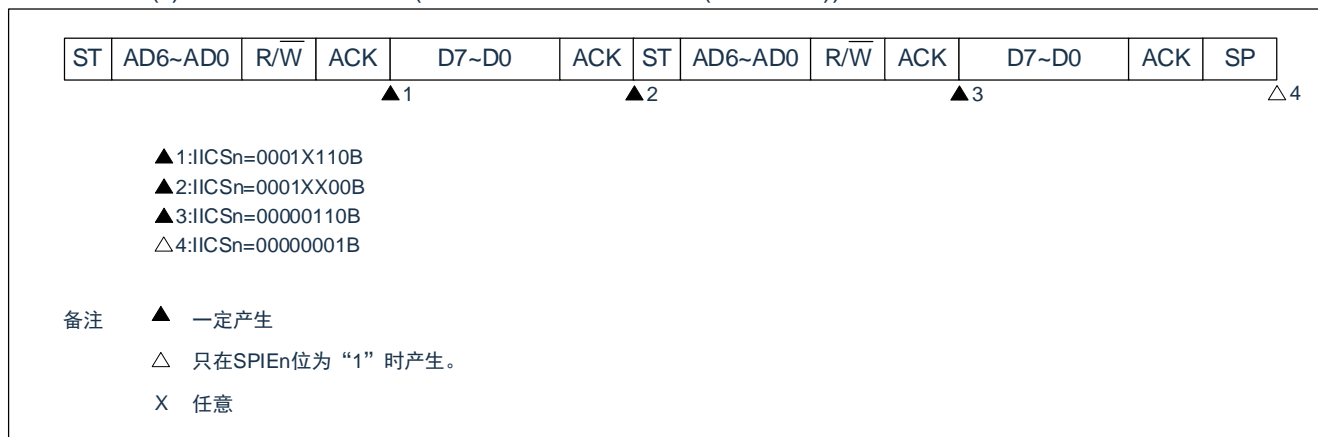 ST AD6~AD0 R/W̅ ACK D7~D0 ACK ST AD6~AD0 R/W̅ ACK D7~D0 ACK SP
▲1 ▲2 ▲3 △4
▲1:IICSn=0001X110B
▲2:IICSn=0001XX00B
▲3:IICSn=00000110B
△4:IICSn=00000001B
备注 ▲ 一定产生
△ 只在SPIEn位为“1”时产生。
X 任意